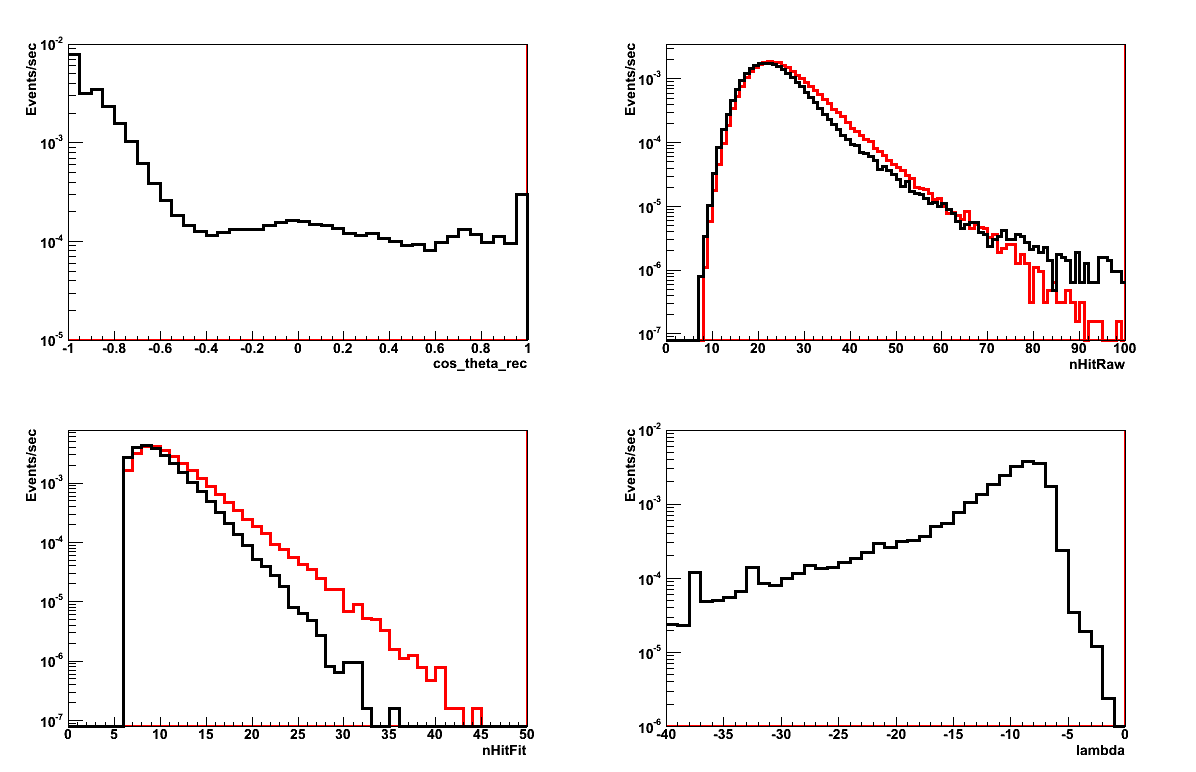 Events/sec
10^-2
10^-3
10^-4
10^-5
-1 -0.8 -0.6 -0.4 -0.2 0 0.2 0.4 0.6 0.8 1
cos_theta_rec
Events/sec
10^-3
10^-4
10^-5
10^-6
10^-7
0 10 20 30 40 50 60 70 80 90 100
nHitRaw
Events/sec
10^-3
10^-4
10^-5
10^-6
10^-7
0 5 10 15 20 25 30 35 40 45 50
nHitFit
Events/sec
10^-2
10^-3
10^-4
10^-5
10^-6
-40 -35 -30 -25 -20 -15 -10 -5 0
lambda